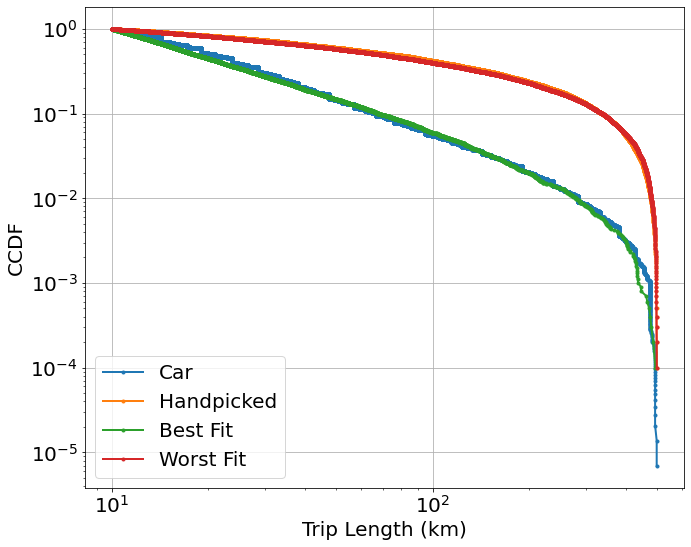 10⁰
10⁻¹
10⁻²
10⁻³
10⁻⁴
10⁻⁵
CCDF
Car
Handpicked
Best Fit
Worst Fit
10¹ 10²
Trip Length (km)